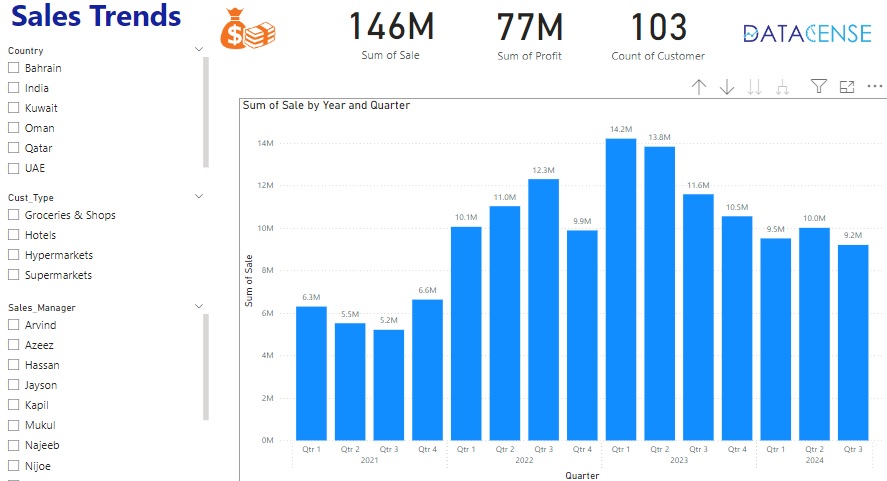 Sales Trends
146M
Sum of Sale
77M
Sum of Profit
103
Count of Customer
DATACENSE
Country
Bahrain
India
Kuwait
Oman
Qatar
UAE
Cust_Type
Groceries & Shops
Hotels
Hypermarkets
Supermarkets
Sales_Manager
Arvind
Azeez
Hassan
Jayson
Kapil
Mukul
Najeeb
Nijoe
Sum of Sale by Year and Quarter
Sum of Sale
14M
12M
10M
8M
6M
4M
2M
0M
6.3M
5.5M
5.2M
6.6M
10.1M
11.0M
12.3M
9.9M
14.2M
13.8M
11.6M
10.5M
9.5M
10.0M
9.2M
Qtr 1 Qtr 2 Qtr 3 Qtr 4 Qtr 1 Qtr 2 Qtr 3 Qtr 4 Qtr 1 Qtr 2 Qtr 3 Qtr 4 Qtr 1 Qtr 2 Qtr 3
2021 2022 2023 2024
Quarter